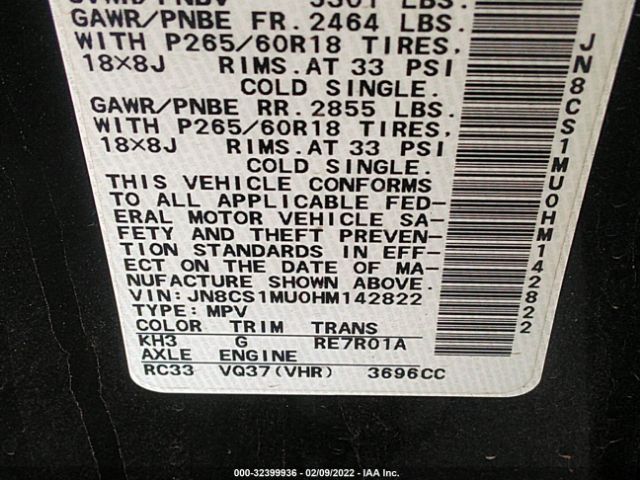 GAWR/PNBE FR. 2464 LBS.
WITH P265/60R18 TIRES.
18X8J RIMS.AT 33 PSI
COLD SINGLE.
GAWR/PNBE RR. 2855 LBS.
WITH P265/60R18 TIRES.
18X8J RIMS.AT 33 PSI
COLD SINGLE.
THIS VEHICLE CONFORMS
TO ALL APPLICABLE FED-
ERAL MOTOR VEHICLE SA-
FETY AND THEFT PREVEN-
TION STANDARDS IN EFF-
ECT ON THE DATE OF MA-
NUFACTURE SHOWN ABOVE.
VIN:JN8CS1MU0HM142822
TYPE:MPV
COLOR TRIM TRANS
KH3 G RE7R01A
AXLE ENGINE
RC33 VQ37(VHR) 3696CC
JN8CS1MU0HM142822
000-32399936 - 02/09/2022 - IAA Inc.